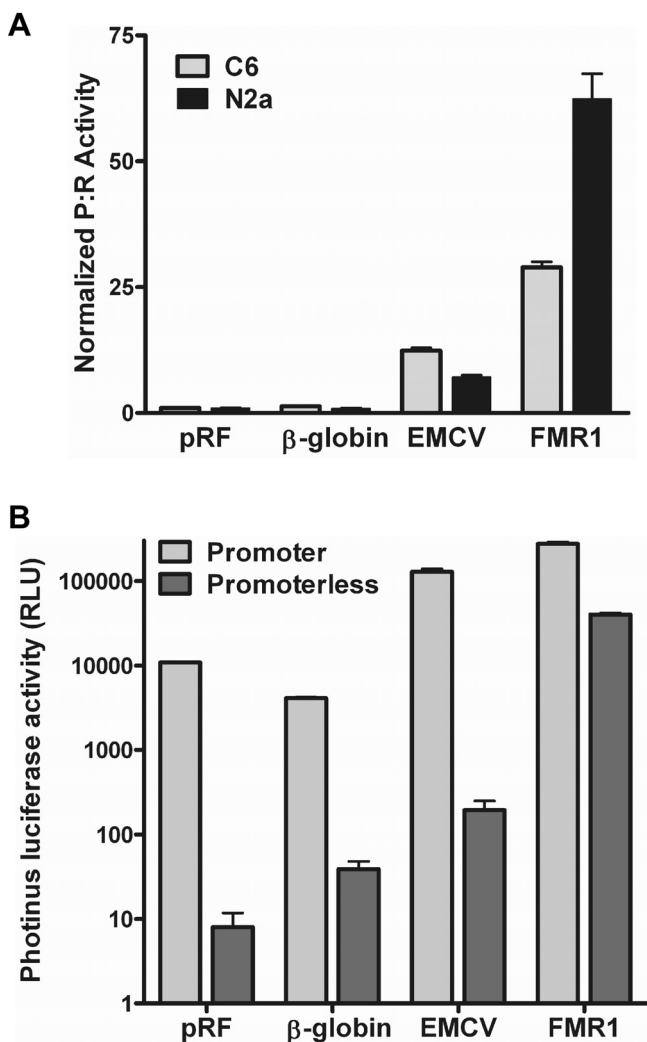 A
Normalized P:R Activity
75
50
25
0
C6
N2a
pRF β-globin EMCV FMR1
B
Photinus luciferase activity (RLU)
100000
10000
1000
100
10
1
Promoter
Promoterless
pRF β-globin EMCV FMR1